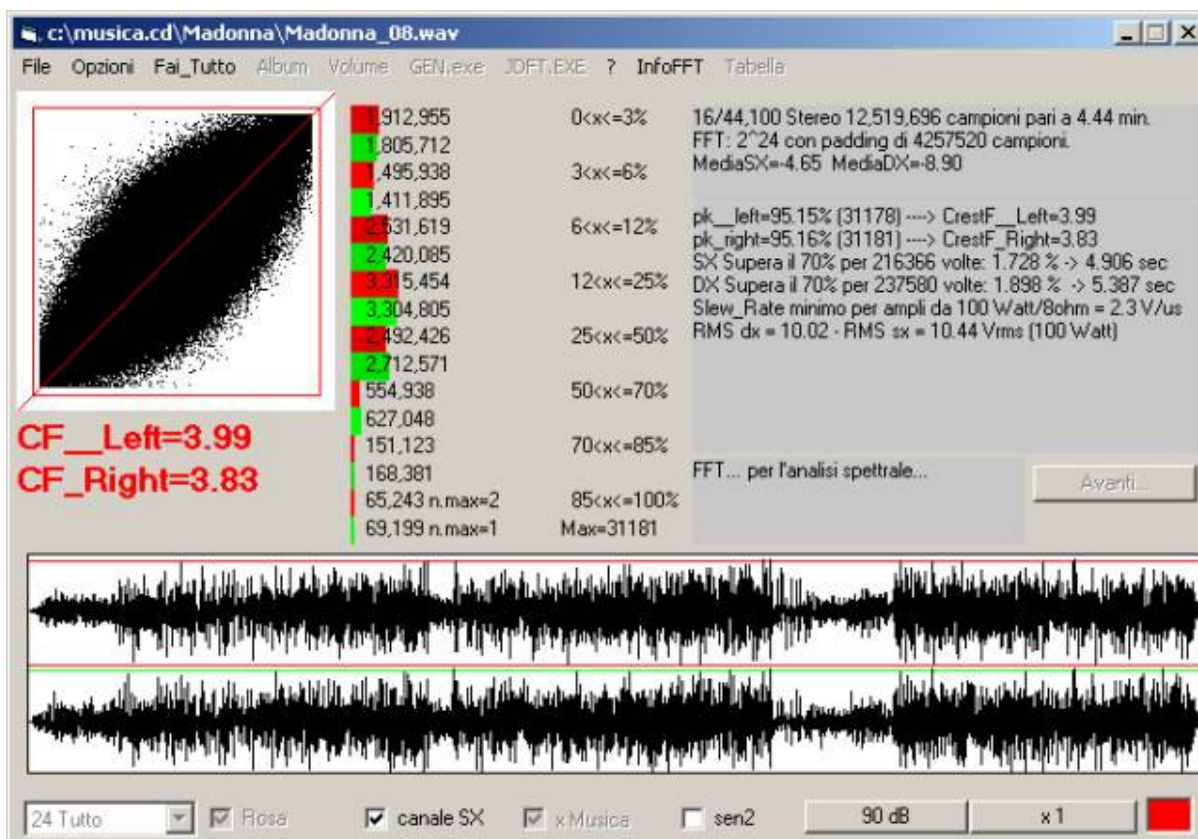 c:\musica.cd\Madonna\Madonna_08.wav
File Opzioni Fai_Tutto Album Volume GEN.exe JDFT.EXE ? InfoFFT Tabella
1,912,955 0<x<=3%
1,805,712
1,495,938 3<x<=6%
1,411,895
2,531,619 6<x<=12%
2,420,085
3,315,454 12<x<=25%
3,304,805
2,492,426 25<x<=50%
2,712,571
554,938 50<x<=70%
627,048
151,123 70<x<=85%
168,381
65,243 n.max=2 85<x<=100%
69,199 n.max=1 Max=31181
16/44,100 Stereo 12,519,696 campioni pari a 4.44 min.
FFT: 2^24 con padding di 4257520 campioni.
MediaSX=-4.65 MediaDX=-8.90
pk__left=95.15% (31178) ----> CrestF__Left=3.99
pk_right=95.16% (31181) ----> CrestF_Right=3.83
SX Supera il 70% per 216366 volte: 1.728 % -> 4.906 sec
DX Supera il 70% per 237580 volte: 1.898 % -> 5.387 sec
Slew_Rate minimo per ampli da 100 Watt/8ohm = 2.3 V/us
RMS dx = 10.02 - RMS sx = 10.44 Vrms (100 Watt)
CF__Left=3.99
CF_Right=3.83
FFT... per l'analisi spettrale...
Avanti...
24 Tutto Rosa canale SX x Musica sen2 90 dB x 1